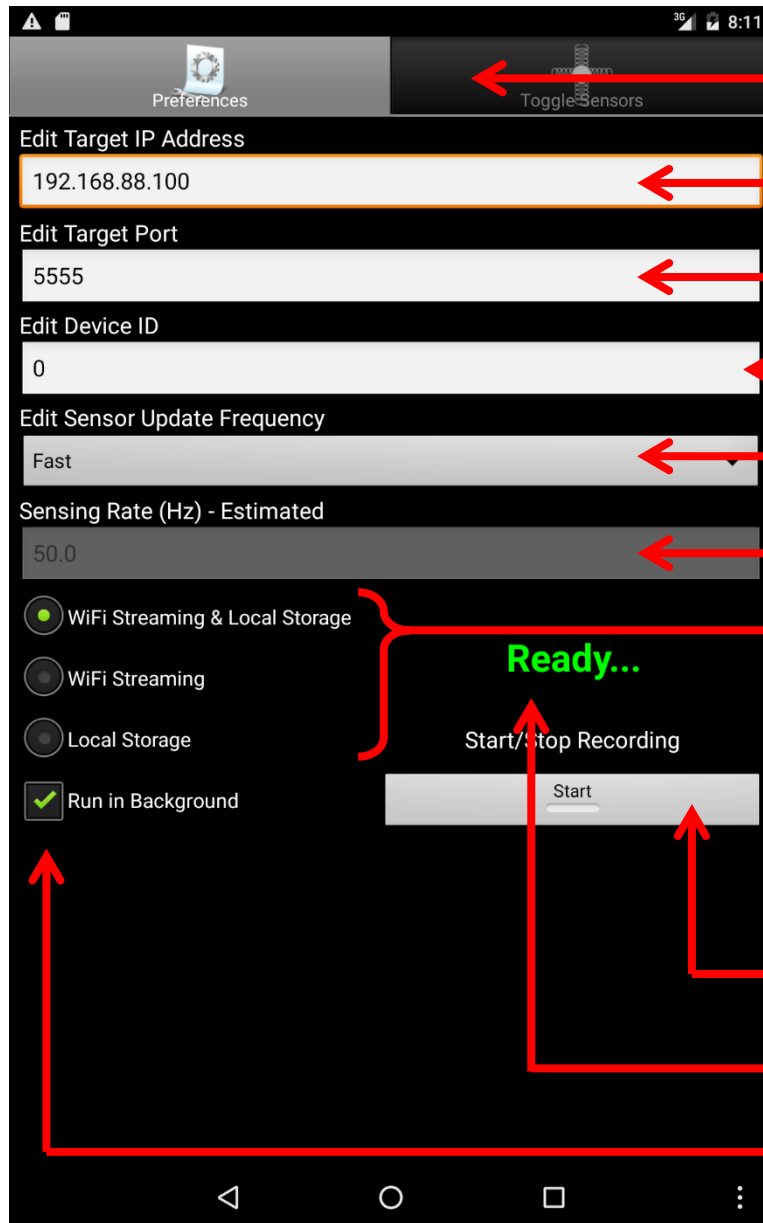 3G 8:11
Preferences
Toggle Sensors
Edit Target IP Address
192.168.88.100
Edit Target Port
5555
Edit Device ID
0
Edit Sensor Update Frequency
Fast
Sensing Rate (Hz) - Estimated
50.0
WiFi Streaming & Local Storage
WiFi Streaming
Ready...
Local Storage
Start/Stop Recording
Run in Background
Start